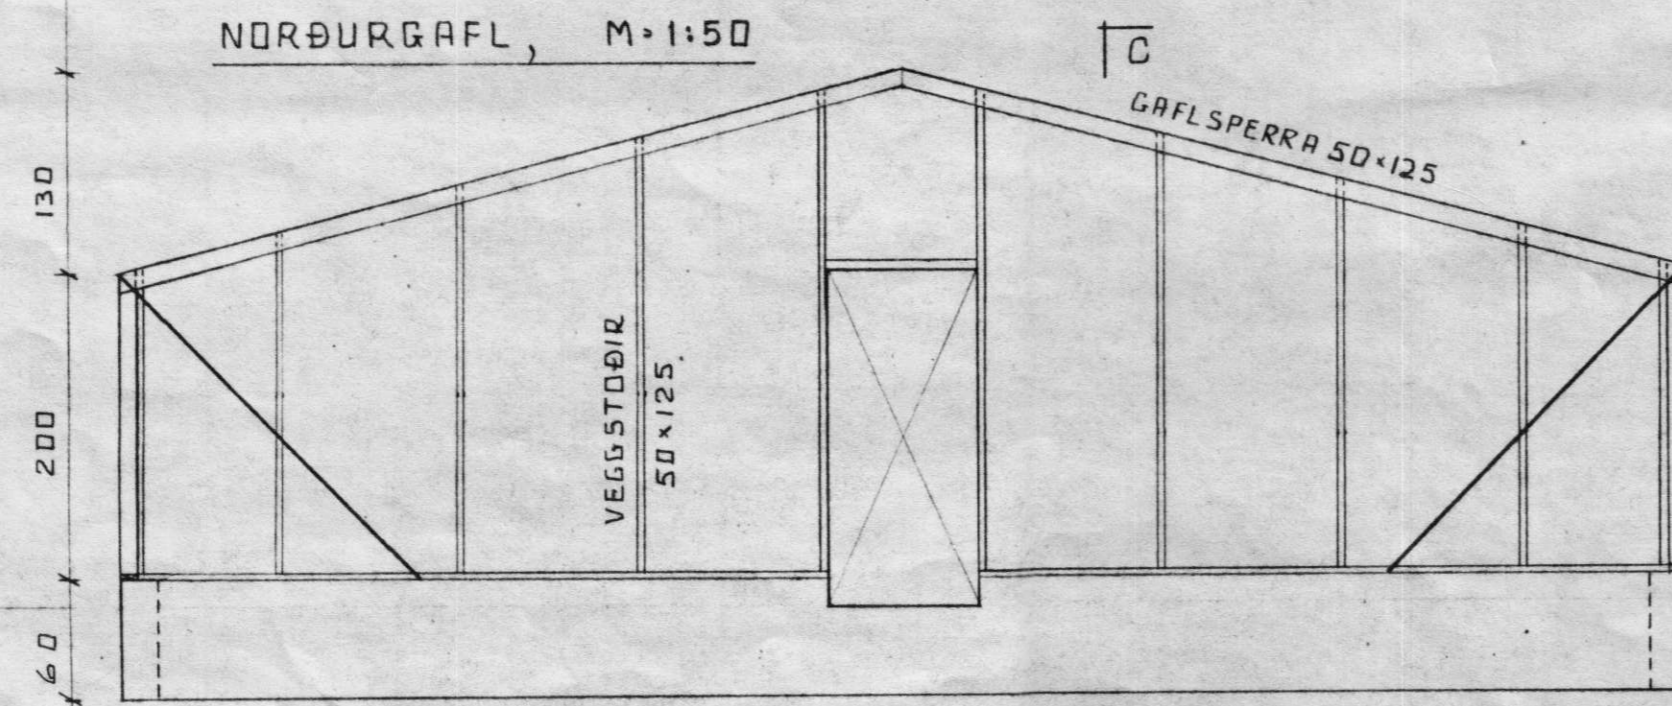 NORÐURGAFL, M=1:50
C
GAFLSPERRA 50×125
130
200
60
VEGGSTOÐIR
50×125.